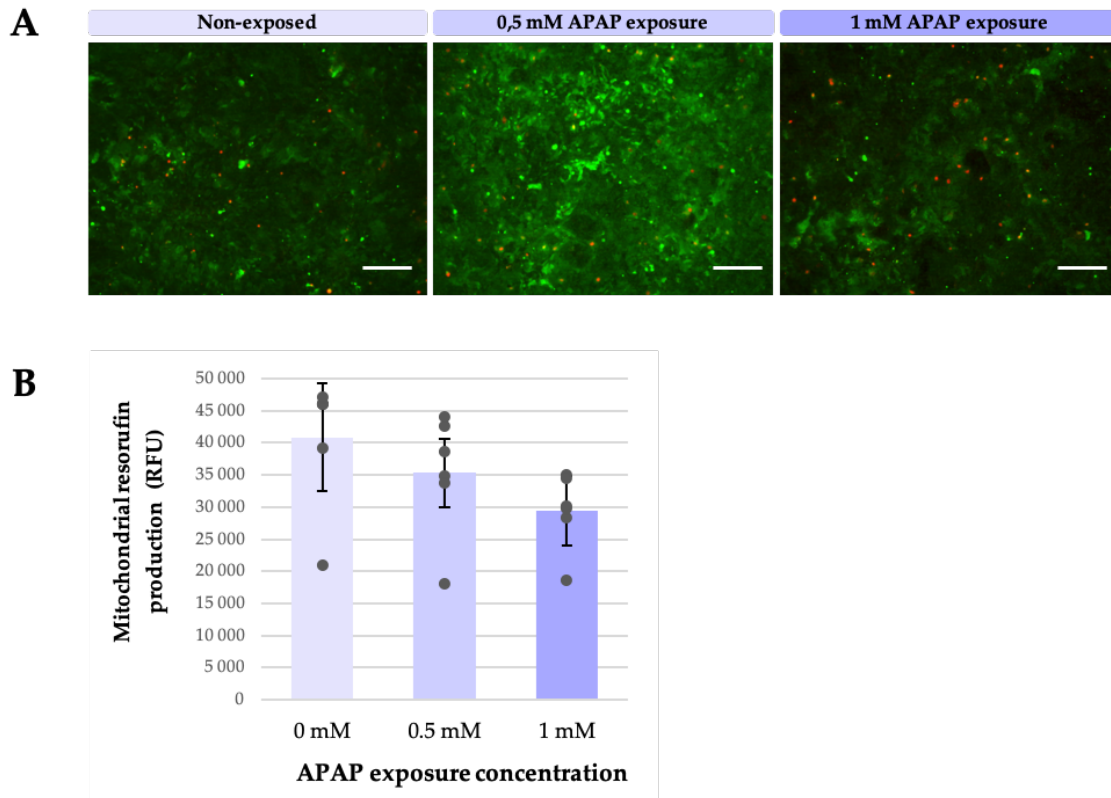 A
Non-exposed
0,5 mM APAP exposure
1 mM APAP exposure
B
Mitochondrial resorufin
production (RFU)
50 000
45 000
40 000
35 000
30 000
25 000
20 000
15 000
10 000
5 000
0
0 mM
0.5 mM
1 mM
APAP exposure concentration